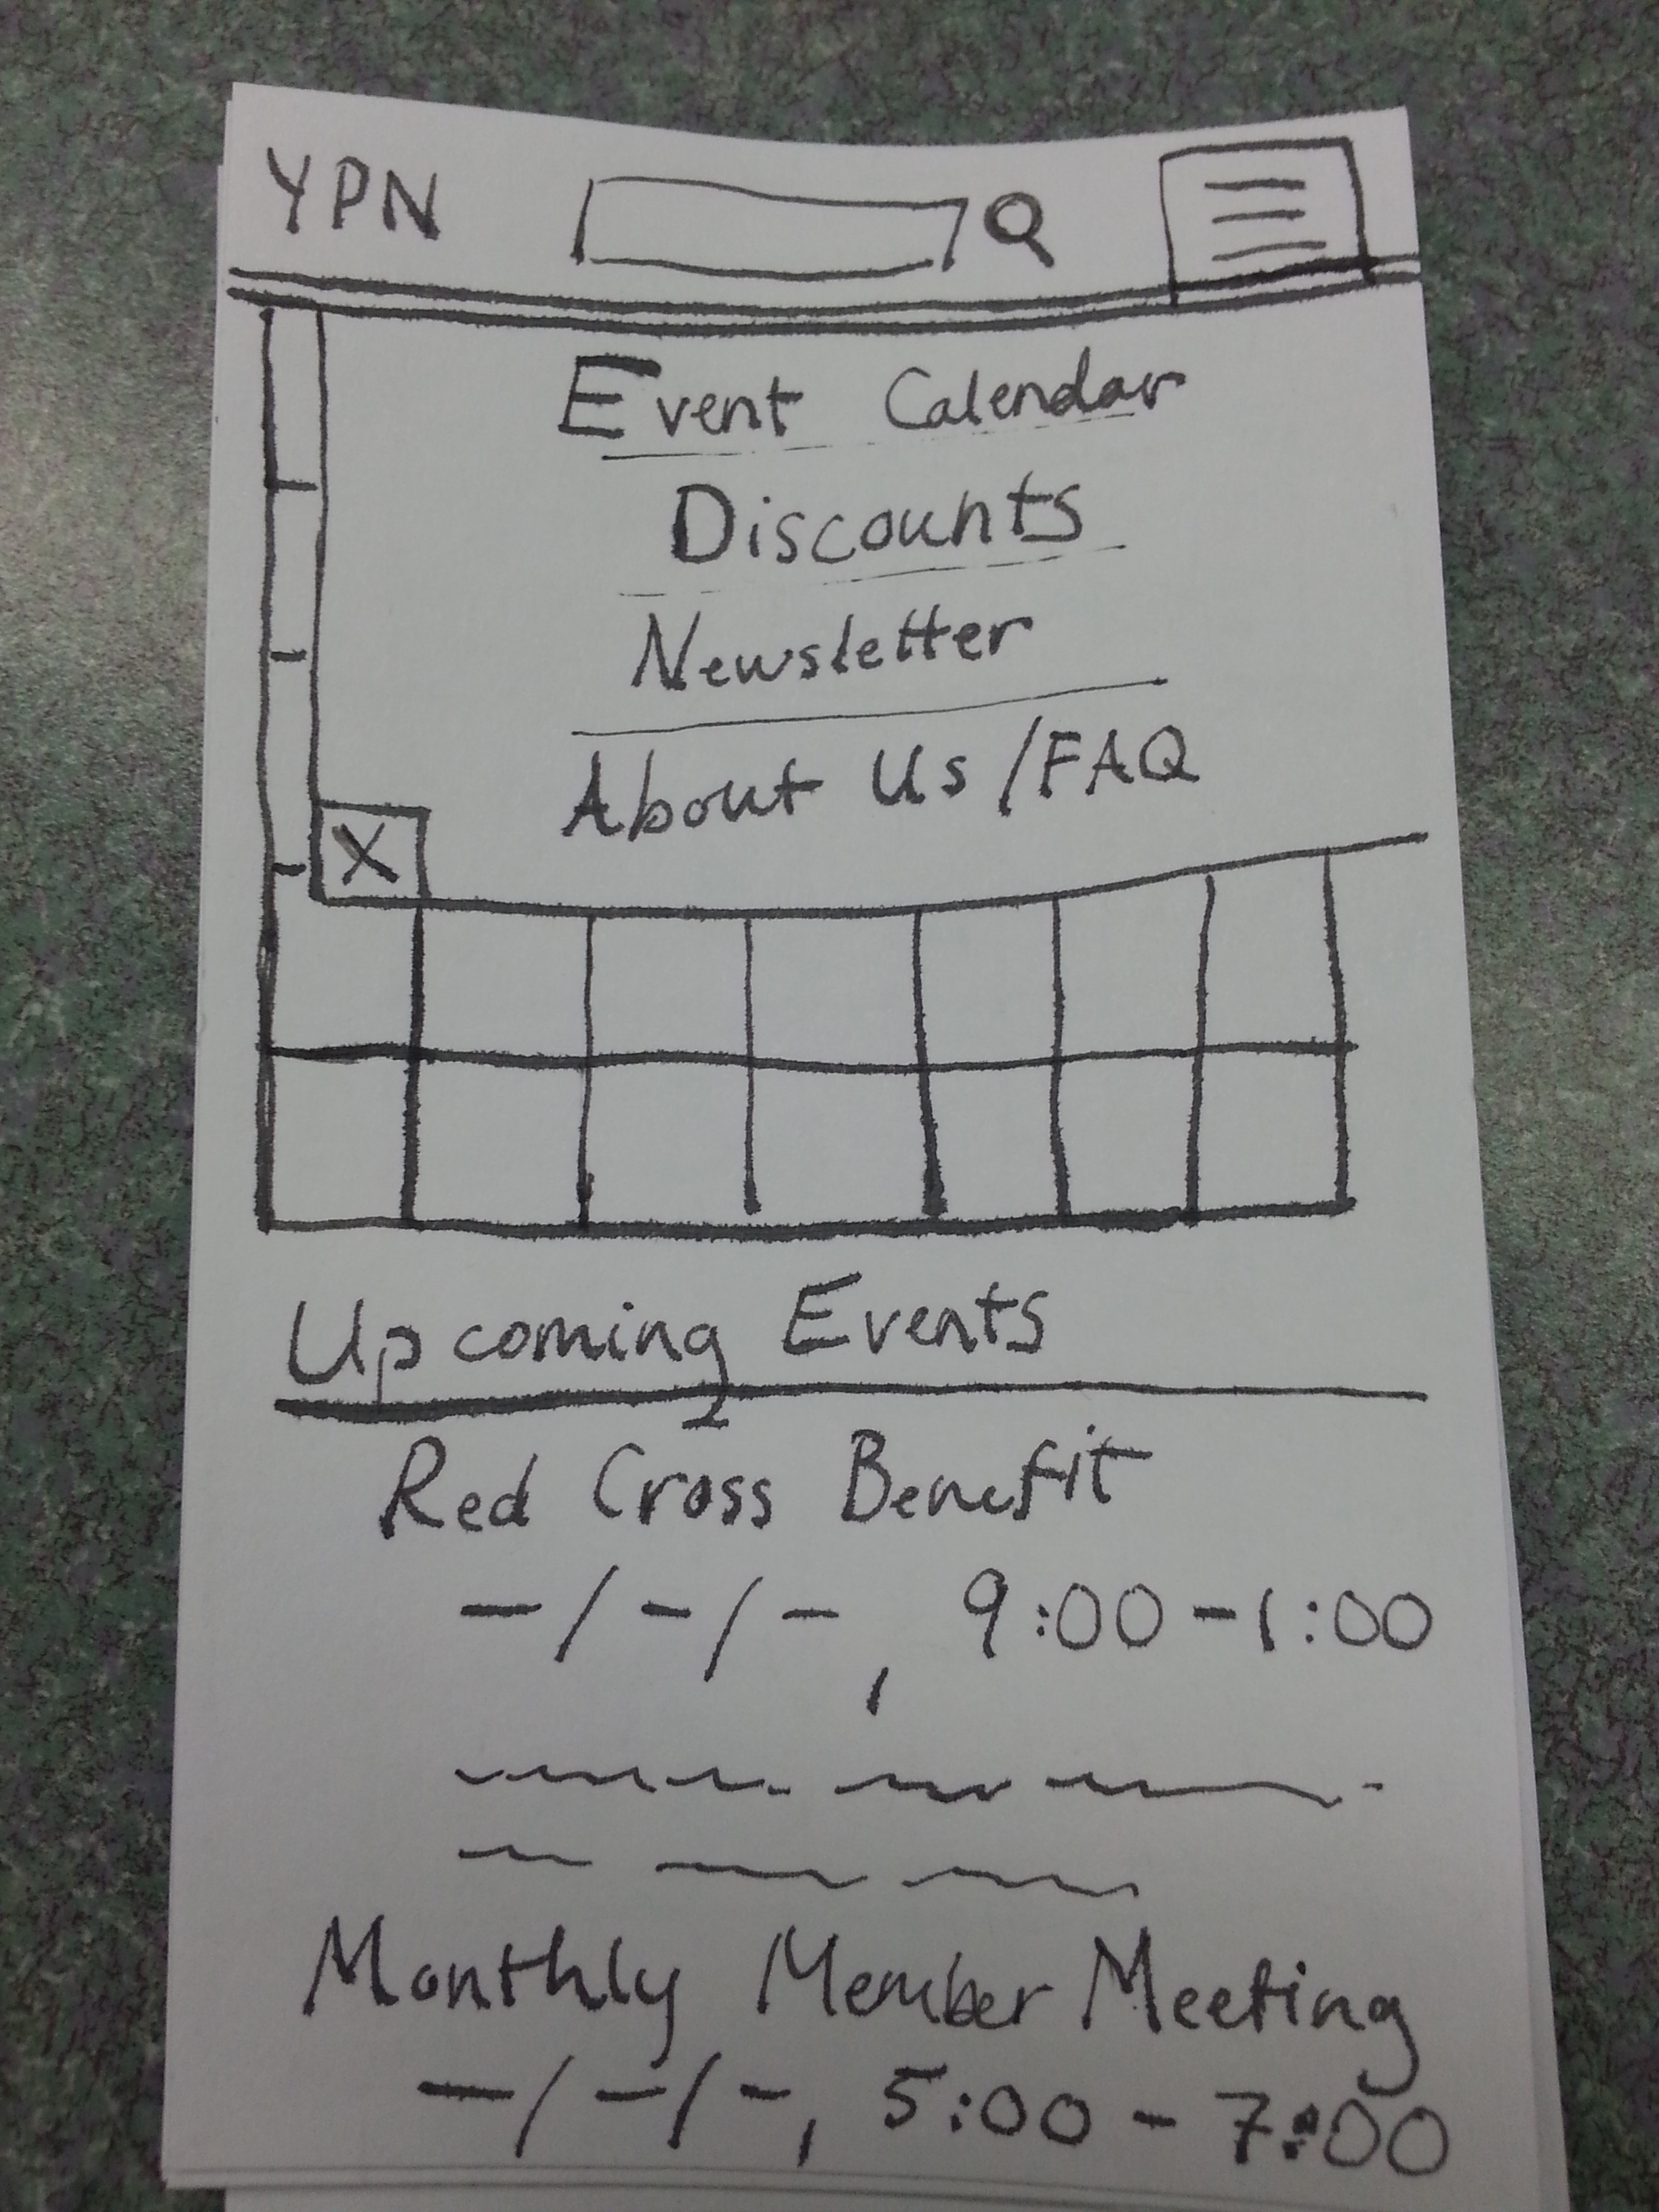 YPN
Event Calendar
Discounts
Newsletter
About Us /FAQ
X
Upcoming Events
Red Cross Benefit
-/-/-, 9:00-1:00
Monthly Member Meeting
-/-/-, 5:00 - 7:00